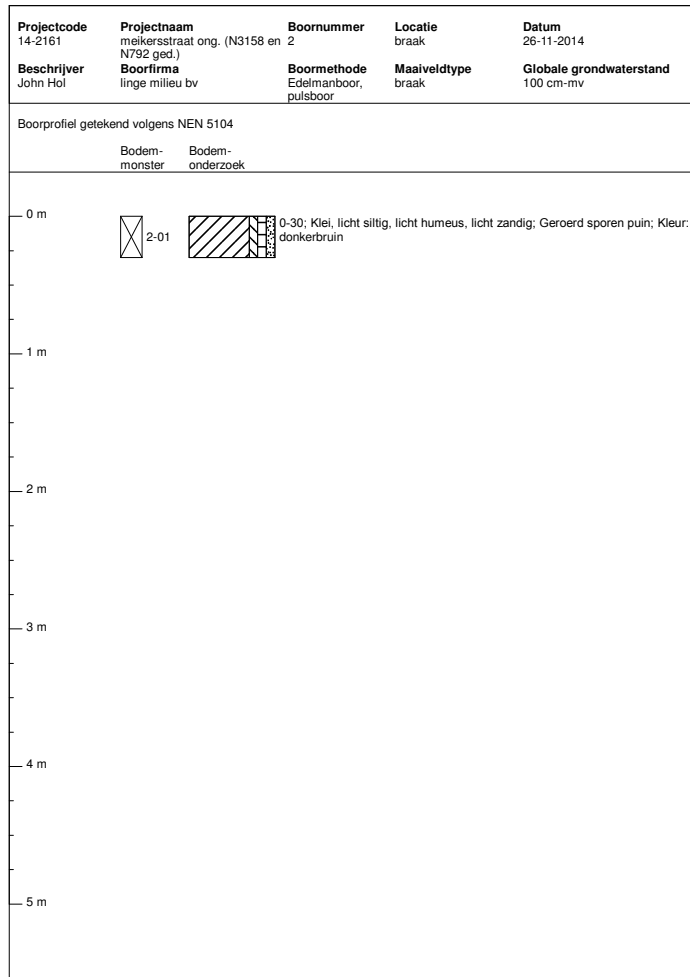 Projectcode Projectnaam Boornummer Locatie Datum
14-2161 meikersstraat ong. (N3158 en 2 braak 26-11-2014
N792 ged.)
Beschrijver Boorfirma Boormethode Maaiveldtype Globale grondwaterstand
John Hol linge milieu bv Edelmanboor, braak 100 cm-mv
pulsboor
Boorprofiel getekend volgens NEN 5104
Bodem- Bodem-
monster onderzoek
0 m 0-30; Klei, licht siltig, licht humeus, licht zandig; Geroerd sporen puin; Kleur:
2-01 donkerbruin
1 m
2 m
3 m
4 m
5 m